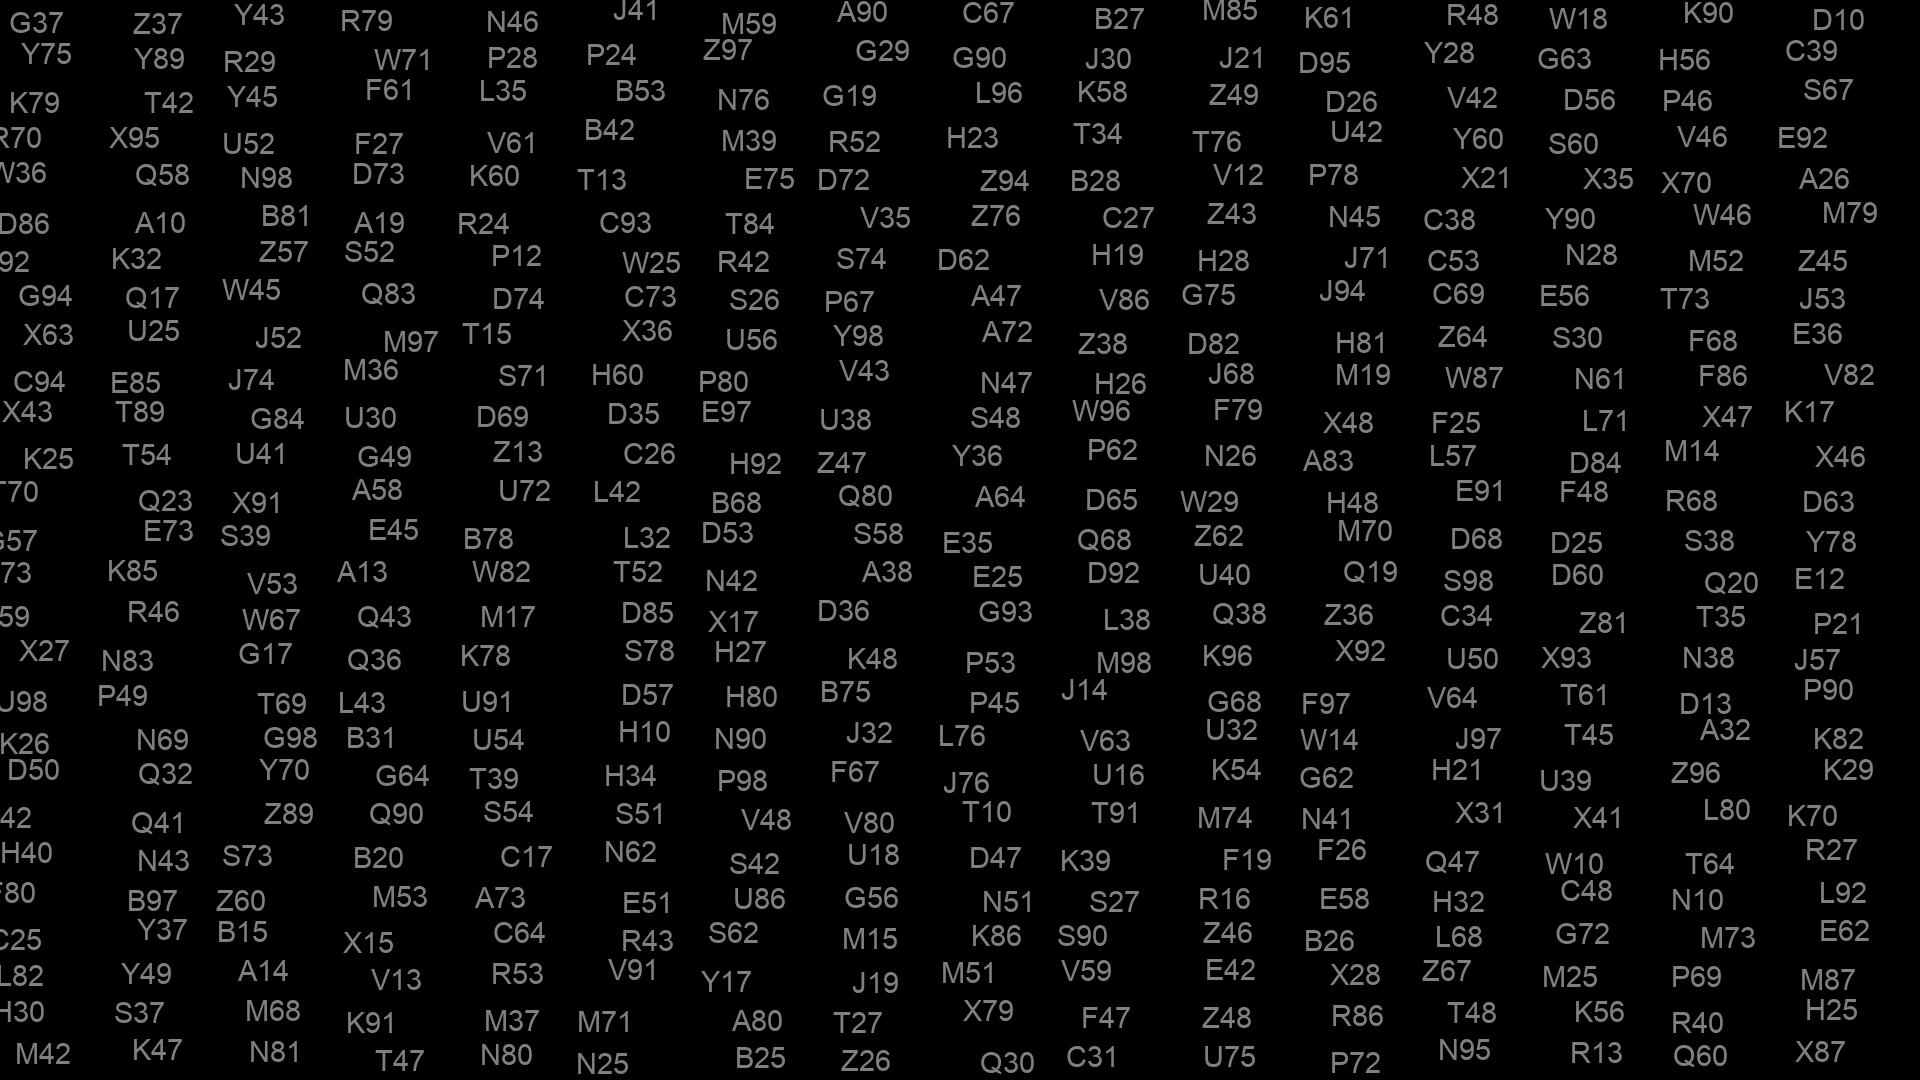 G37 Z37 Y43 R79 N46 J41 M59 A90 C67 B27 M85 K61 R48 W18 K90 D10
Y75 Y89 R29 W71 P28 P24 Z97 G29 G90 J30 J21 D95 Y28 G63 H56 C39
K79 T42 Y45 F61 L35 B53 N76 G19 L96 K58 Z49 D26 V42 D56 P46 S67
R70 X95 U52 F27 V61 B42 M39 R52 H23 T34 T76 U42 Y60 S60 V46 E92
W36 Q58 N98 D73 K60 T13 E75 D72 Z94 B28 V12 P78 X21 X35 X70 A26
D86 A10 B81 A19 R24 C93 T84 V35 Z76 C27 Z43 N45 C38 Y90 W46 M79
92 K32 Z57 S52 P12 W25 R42 S74 D62 H19 H28 J71 C53 N28 M52 Z45
G94 Q17 W45 Q83 D74 C73 S26 P67 A47 V86 G75 J94 C69 E56 T73 J53
X63 U25 J52 M97 T15 X36 U56 Y98 A72 Z38 D82 H81 Z64 S30 F68 E36
C94 E85 J74 M36 S71 H60 P80 V43 N47 H26 J68 M19 W87 N61 F86 V82
X43 T89 G84 U30 D69 D35 E97 U38 S48 W96 F79 X48 F25 L71 X47 K17
K25 T54 U41 G49 Z13 C26 H92 Z47 Y36 P62 N26 A83 L57 D84 M14 X46
T70 Q23 X91 A58 U72 L42 B68 Q80 A64 D65 W29 H48 E91 F48 R68 D63
G57 E73 S39 E45 B78 L32 D53 S58 E35 Q68 Z62 M70 D68 D25 S38 Y78
73 K85 V53 A13 W82 T52 N42 A38 E25 D92 U40 Q19 S98 D60 Q20 E12
59 R46 W67 Q43 M17 D85 X17 D36 G93 L38 Q38 Z36 C34 Z81 T35 P21
X27 N83 G17 Q36 K78 S78 H27 K48 P53 M98 K96 X92 U50 X93 N38 J57
U98 P49 T69 L43 U91 D57 H80 B75 P45 J14 G68 F97 V64 T61 D13 P90
K26 N69 G98 B31 U54 H10 N90 J32 L76 V63 U32 W14 J97 T45 A32 K82
D50 Q32 Y70 G64 T39 H34 P98 F67 J76 U16 K54 G62 H21 U39 Z96 K29
42 Q41 Z89 Q90 S54 S51 V48 V80 T10 T91 M74 N41 X31 X41 L80 K70
H40 N43 S73 B20 C17 N62 S42 U18 D47 K39 F19 F26 Q47 W10 T64 R27
F80 B97 Z60 M53 A73 E51 U86 G56 N51 S27 R16 E58 H32 C48 N10 L92
C25 Y37 B15 X15 C64 R43 S62 M15 K86 S90 Z46 B26 L68 G72 M73 E62
L82 Y49 A14 V13 R53 V91 Y17 J19 M51 V59 E42 X28 Z67 M25 P69 M87
H30 S37 M68 K91 M37 M71 A80 T27 X79 F47 Z48 R86 T48 K56 R40 H25
M42 K47 N81 T47 N80 N25 B25 Z26 Q30 C31 U75 P72 N95 R13 Q60 X87